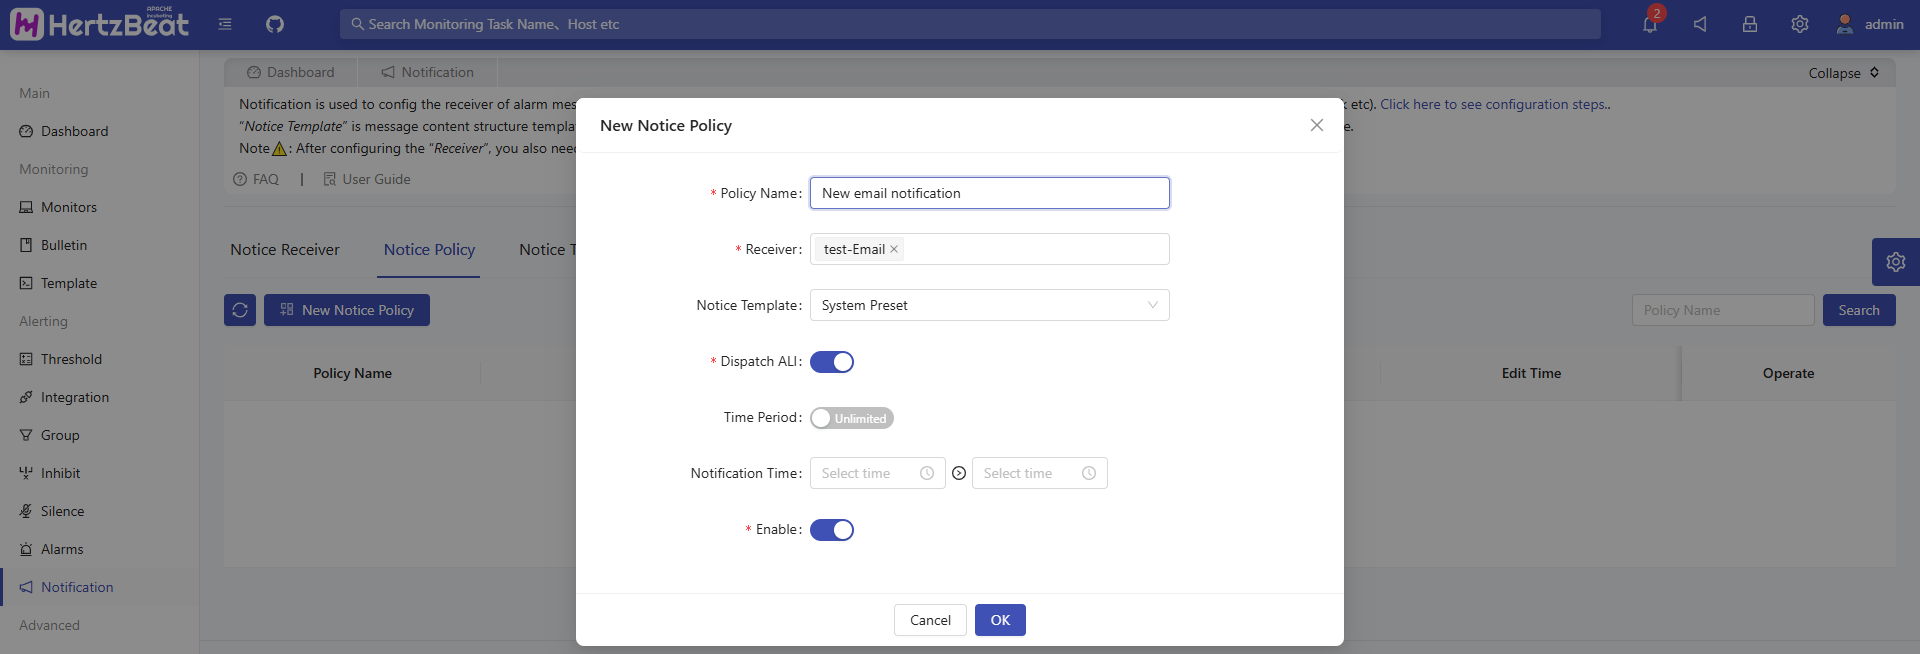 APACHE
incubating
HertzBeat
Search Monitoring Task Name、Host etc
2
admin
Main
Dashboard
Monitoring
Monitors
Bulletin
Template
Alerting
Threshold
Integration
Group
Inhibit
Silence
Alarms
Notification
Advanced
Dashboard
Notification
Collapse
Notification is used to config the receiver of alarm mes etc). Click here to see configuration steps..
“Notice Template” is message content structure templa e.
Note⚠: After configuring the “Receiver”, you also nee
FAQ | User Guide
Notice Receiver Notice Policy Notice T
New Notice Policy
Policy Name
Search
Policy Name Edit Time Operate
New Notice Policy
* Policy Name: New email notification
* Receiver: test-Email ×
Notice Template: System Preset
* Dispatch ALl:
Time Period: Unlimited
Notification Time: Select time Select time
* Enable:
Cancel OK